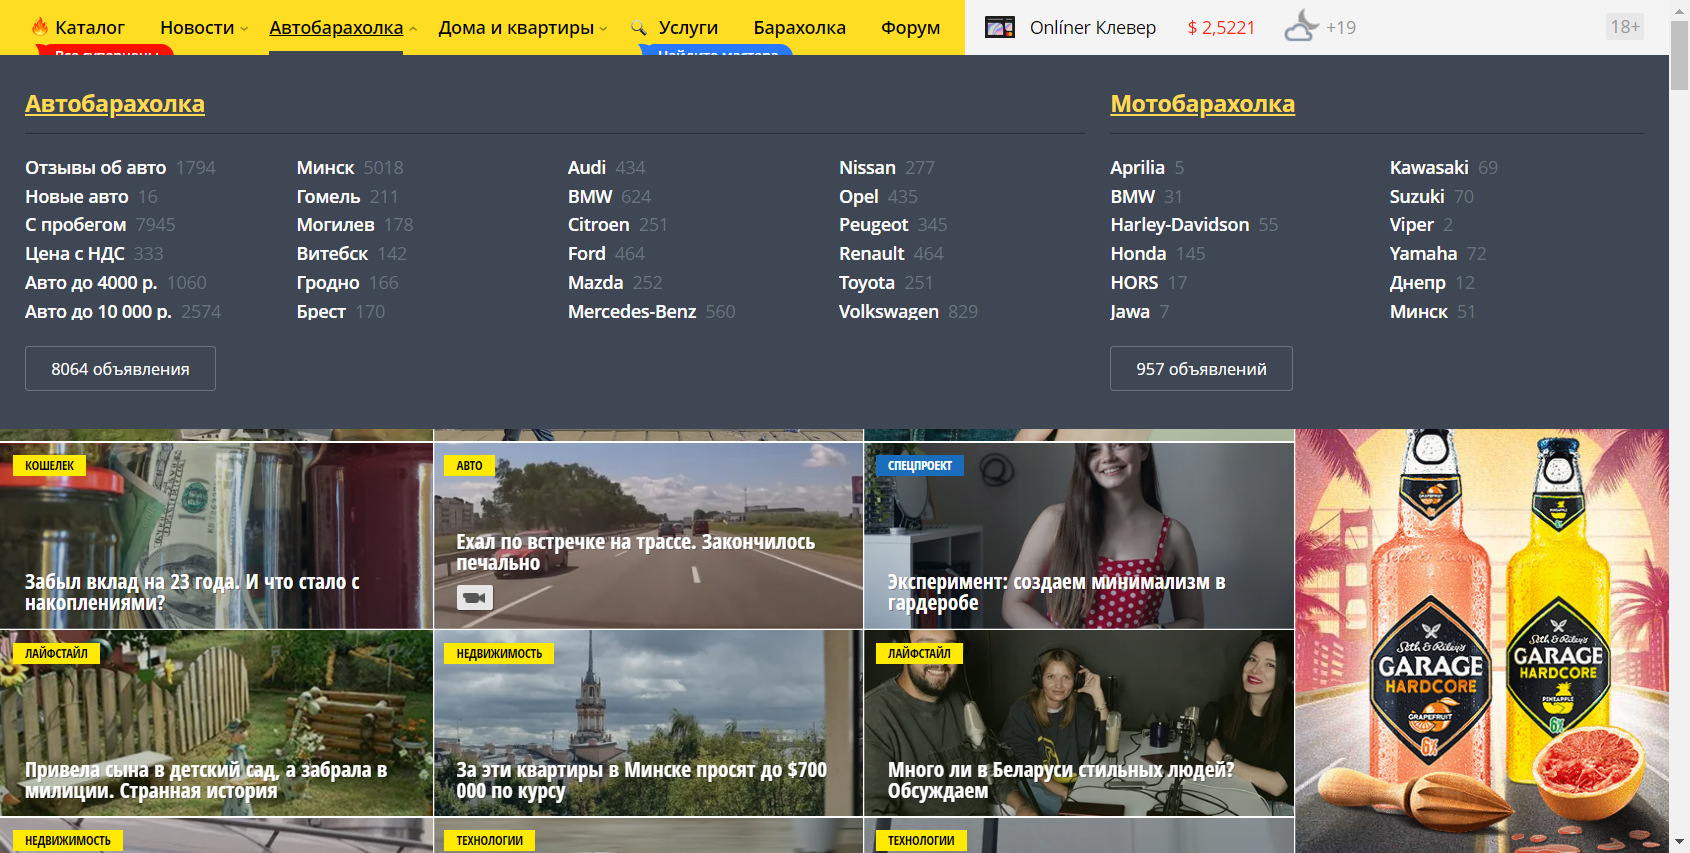 Каталог
Новости
Автобарахолка
Дома и квартиры
Услуги
Барахолка
Форум
Onlíner Клевер
$ 2,5221
+19
18+
Все суперцены
Найдите мастера
Автобарахолка
Отзывы об авто 1794
Новые авто 16
С пробегом 7945
Цена с НДС 333
Авто до 4000 р. 1060
Авто до 10 000 р. 2574
Минск 5018
Гомель 211
Могилев 178
Витебск 142
Гродно 166
Брест 170
Audi 434
BMW 624
Citroen 251
Ford 464
Mazda 252
Mercedes-Benz 560
Nissan 277
Opel 435
Peugeot 345
Renault 464
Toyota 251
Volkswagen 829
8064 объявления
Мотобарахолка
Aprilia 5
BMW 31
Harley-Davidson 55
Honda 145
HORS 17
Jawa 7
Kawasaki 69
Suzuki 70
Viper 2
Yamaha 72
Днепр 12
Минск 51
957 объявлений
КОШЕЛЕК
Забыл вклад на 23 года. И что стало с
накоплениями?
АВТО
Ехал по встречке на трассе. Закончилось
печально
СПЕЦПРОЕКТ
Эксперимент: создаем минимализм в
гардеробе
ЛАЙФСТАЙЛ
Привела сына в детский сад, а забрала в
милиции. Странная история
НЕДВИЖИМОСТЬ
За эти квартиры в Минске просят до $700
000 по курсу
ЛАЙФСТАЙЛ
Много ли в Беларуси стильных людей?
Обсуждаем
НЕДВИЖИМОСТЬ
ТЕХНОЛОГИИ
ТЕХНОЛОГИИ
GRAPEFRUIT
PINEAPPLE
Seth & Riley's
GARAGE
HARDCORE
GRAPEFRUIT
6%
Seth & Riley's
GARAGE
HARDCORE
PINEAPPLE
6%